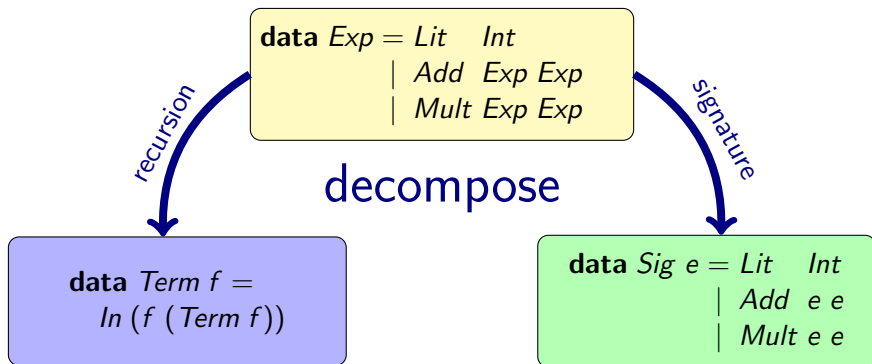 data Exp = Lit Int
| Add Exp Exp
| Mult Exp Exp
recursion
signature
decompose
data Term f =
In (f (Term f))
data Sig e = Lit Int
| Add e e
| Mult e e